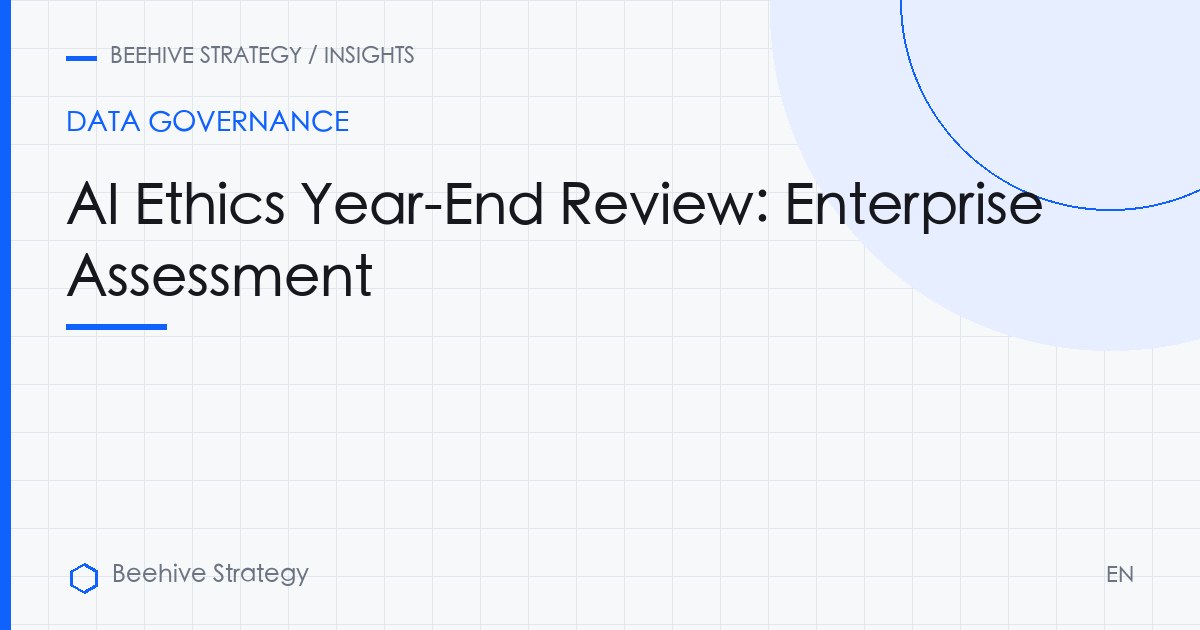 BEEHIVE STRATEGY / INSIGHTS
DATA GOVERNANCE
AI Ethics Year-End Review: Enterprise
Assessment
Beehive Strategy
EN